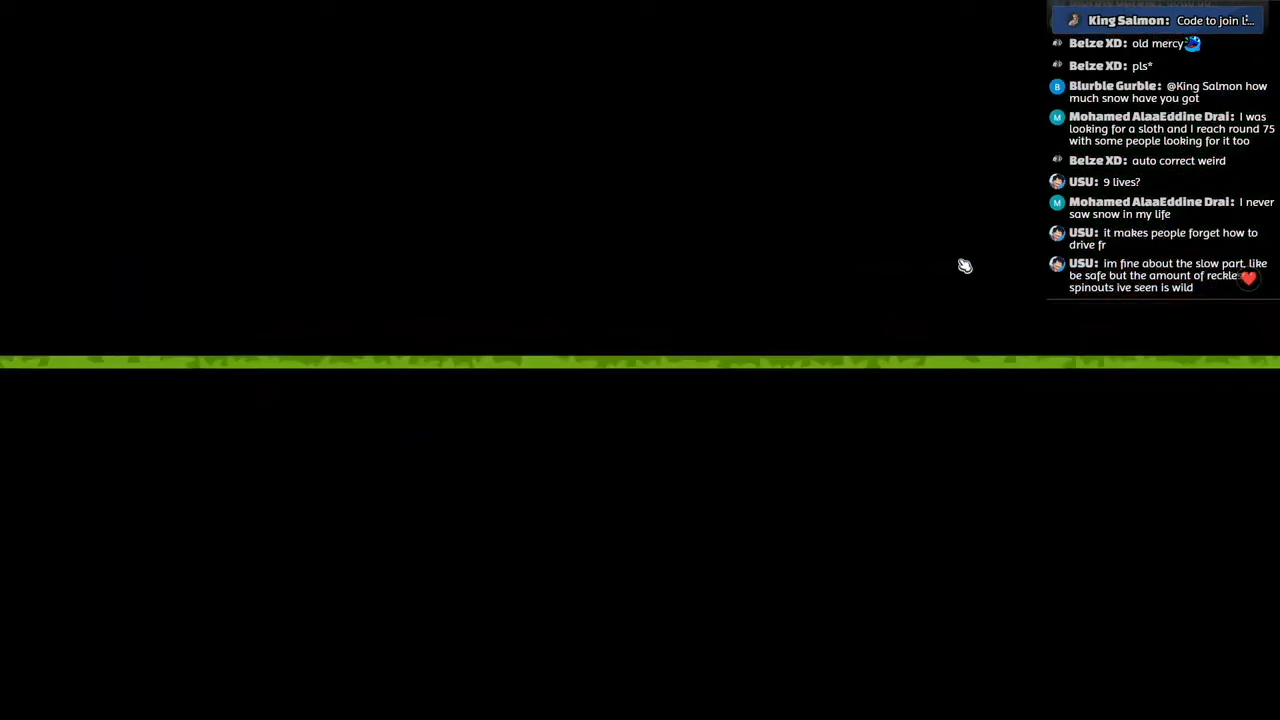 King Salmon: Code to join l...
Belze XD: old mercy
Belze XD: pls*
Blurble Gurble: @King Salmon how
much snow have you got
Mohamed AlaaEddine Drai: I was
looking for a sloth and I reach round 75
with some people looking for it too
Belze XD: auto correct weird
USU: 9 lives?
Mohamed AlaaEddine Drai: I never
saw snow in my life
USU: it makes people forget how to
drive fr
USU: im fine about the slow part, like
be safe but the amount of reckle
spinouts ive seen is wild